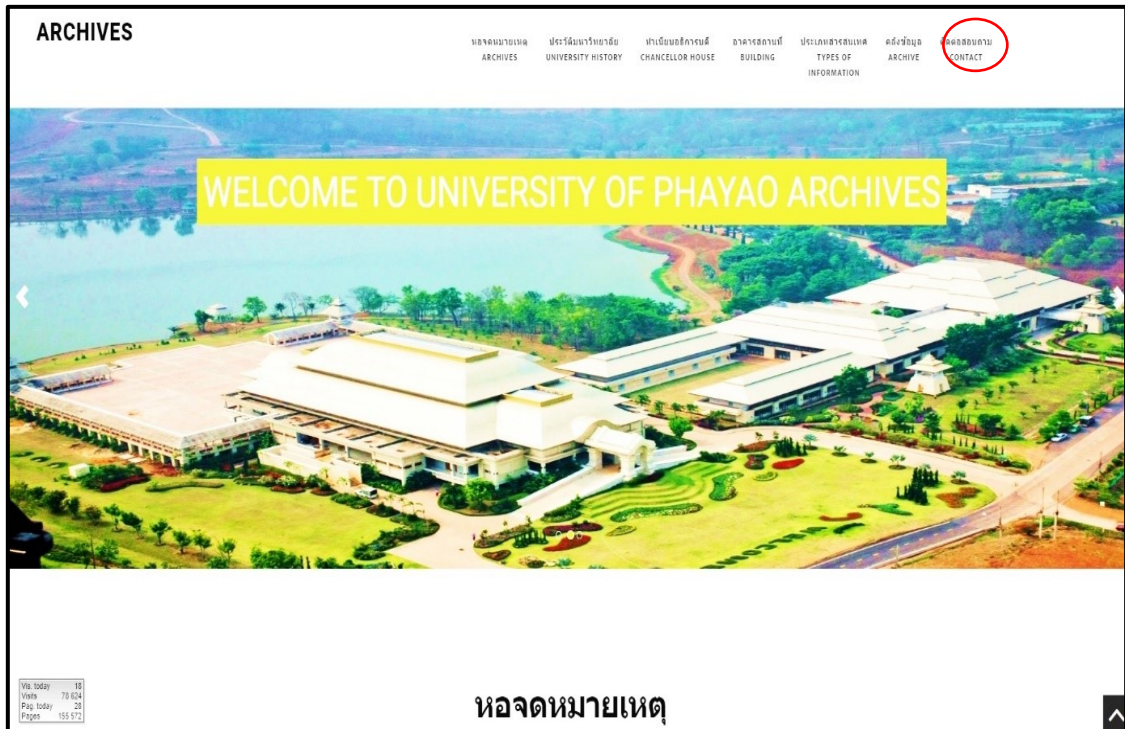 ARCHIVES
หอจดหมายเหตุ
ARCHIVES
ประวัติมหาวิทยาลัย
UNIVERSITY HISTORY
ทำเนียบอธิการบดี
CHANCELLOR HOUSE
อาคารสถานที่
BUILDING
ประเภทสารสนเทศ
TYPES OF
INFORMATION
คลังข้อมูล
ARCHIVE
ติดต่อสอบถาม
CONTACT
WELCOME TO UNIVERSITY OF PHAYAO ARCHIVES
หอจดหมายเหตุ
Vis. today 18
Visits 78 624
Pag. today 28
Pages 155 572